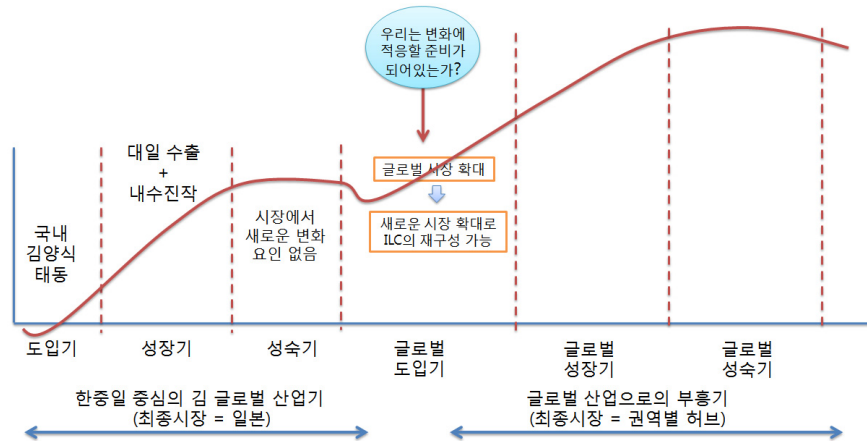 우리는 변화에
적응할 준비가
되어있는가?
대일 수출
+
내수진작
글로벌 시장 확대
국내
김양식
태동
시장에서
새로운 변화
요인 없음
새로운 시장 확대로
ILC의 재구성 가능
도입기
성장기
성숙기
글로벌
도입기
글로벌
성장기
글로벌
성숙기
한중일 중심의 김 글로벌 산업기
(최종시장 = 일본)
글로벌 산업으로의 부흥기
(최종시장 = 권역별 허브)